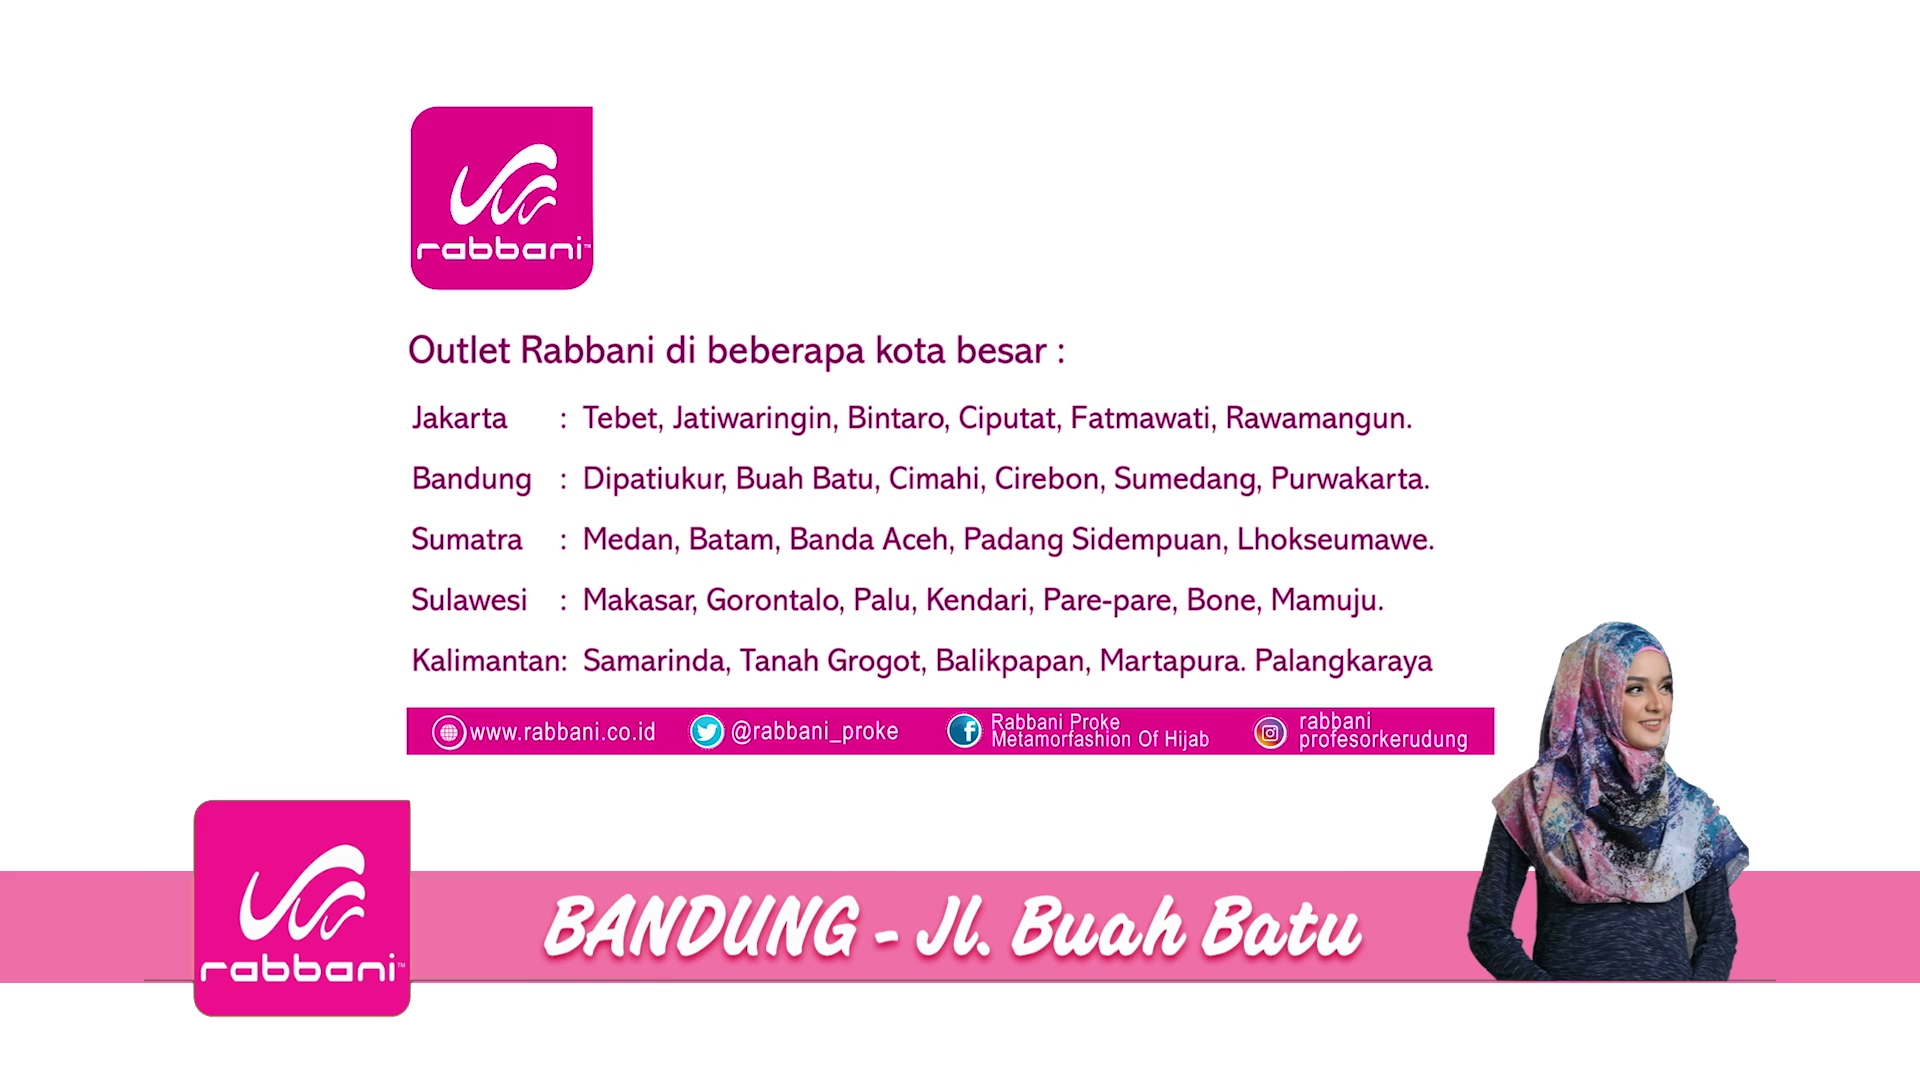 rabbani™
Outlet Rabbani di beberapa kota besar :
Jakarta : Tebet, Jatiwaringin, Bintaro, Ciputat, Fatmawati, Rawamangun.
Bandung : Dipatiukur, Buah Batu, Cimahi, Cirebon, Sumedang, Purwakarta.
Sumatra : Medan, Batam, Banda Aceh, Padang Sidempuan, Lhokseumawe.
Sulawesi : Makasar, Gorontalo, Palu, Kendari, Pare-pare, Bone, Mamuju.
Kalimantan: Samarinda, Tanah Grogot, Balikpapan, Martapura. Palangkaraya
www.rabbani.co.id
@rabbani_proke
Rabbani Proke
Metamorfashion Of Hijab
rabbani
profesorkerudung
rabbani™
BANDUNG - Jl. Buah Batu